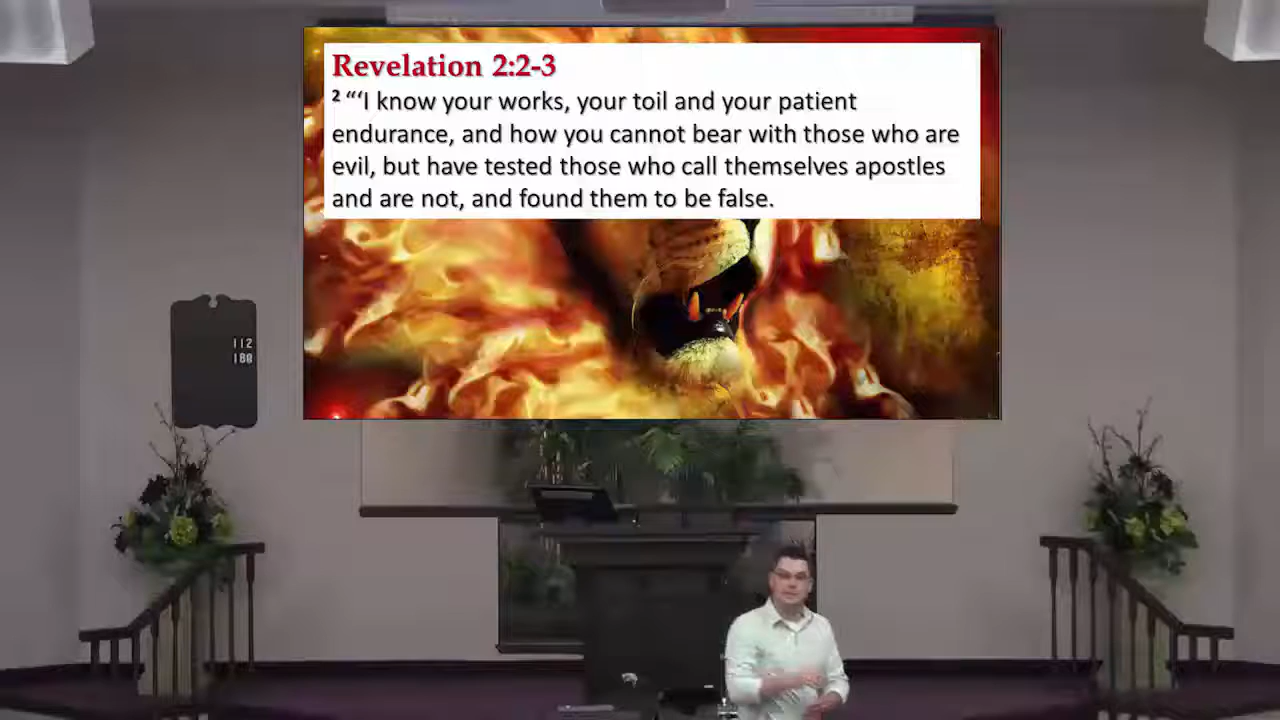 Revelation 2:2-3
2 “‘I know your works, your toil and your patient
endurance, and how you cannot bear with those who are
evil, but have tested those who call themselves apostles
and are not, and found them to be false.
112
188